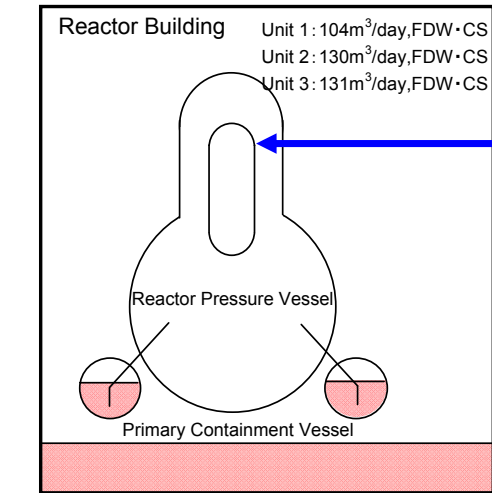 Reactor Building
Unit 1：104m³/day,FDW・CS
Unit 2：130m³/day,FDW・CS
Unit 3：131m³/day,FDW・CS
Reactor Pressure Vessel
Primary Containment Vessel